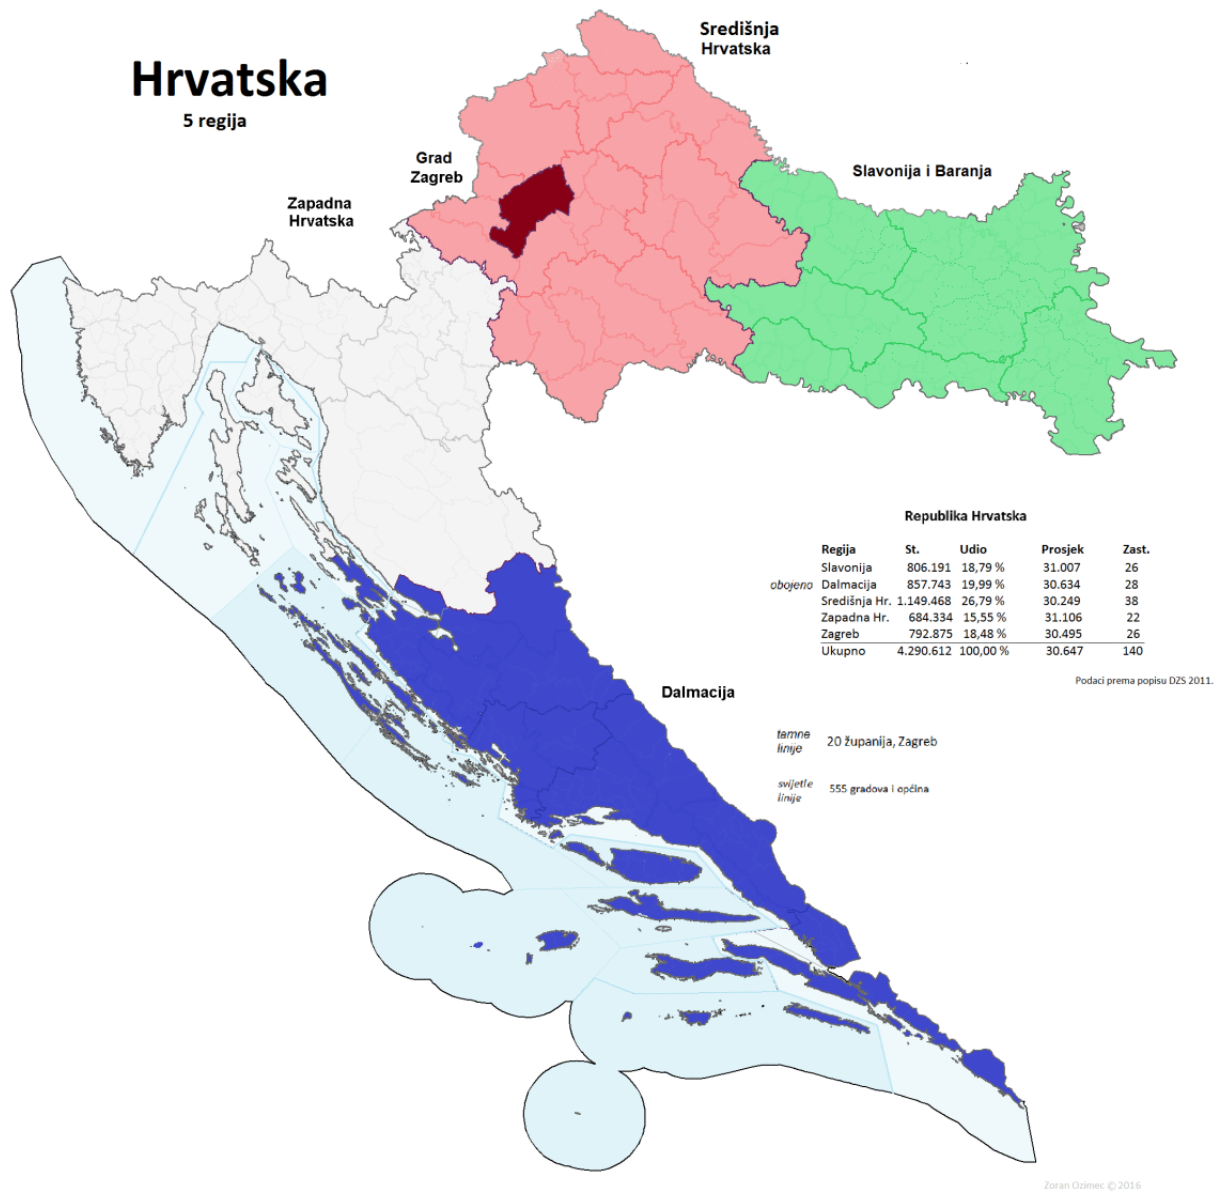 Hrvatska
5 regija
Središnja
Hrvatska
Grad
Zagreb
Zapadna
Hrvatska
Slavonija i Baranja
Dalmacija
Republika Hrvatska
Regija St. Udio Prosjek Zast.
Slavonija 806.191 18,79 % 31.007 26
obojeno Dalmacija 857.743 19,99 % 30.634 28
Središnja Hr. 1.149.468 26,79 % 30.249 38
Zapadna Hr. 684.334 15,55 % 31.106 22
Zagreb 792.875 18,48 % 30.495 26
Ukupno 4.290.612 100,00 % 30.647 140
Podaci prema popisu DZS 2011.
tamne
linije
20 županija, Zagreb
svijetle
linije
555 gradova i općina
Zoran Ozimec © 2016